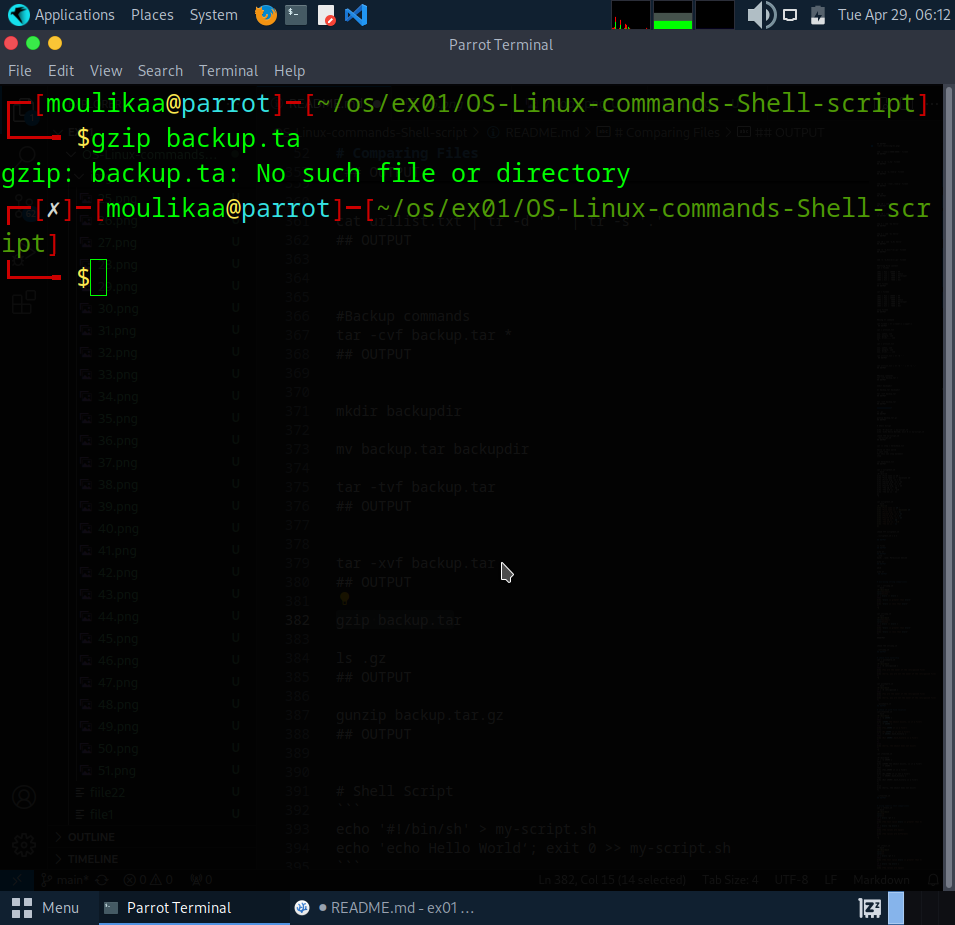 Applications Places System Tue Apr 29, 06:12
Parrot Terminal
File Edit View Search Terminal Help
┌─[moulikaa@parrot]─[~/os/ex01/OS-Linux-commands-Shell-script]
└──╼ $gzip backup.ta
gzip: backup.ta: No such file or directory
┌─[✗]─[moulikaa@parrot]─[~/os/ex01/OS-Linux-commands-Shell-scr
ipt]
└──╼ $
# Comparing Files
27.png U
362 ## OUTPUT
363
364
365
30.png U
366 #Backup commands
31.png U
367 tar -cvf backup.tar *
32.png U
368 ## OUTPUT
33.png U
369
34.png U
370
35.png U
371 mkdir backupdir
36.png U
372
37.png U
373 mv backup.tar backupdir
38.png U
374
375 tar -tvf backup.tar
39.png U
376 ## OUTPUT
40.png U
377
41.png U
378
42.png U
379 tar -xvf backup.tar
43.png U
380 ## OUTPUT
381
44.png U
382 gzip backup.tar
45.png U
383
46.png U
384 ls .gz
47.png U
385 ## OUTPUT
48.png U
386
49.png U
387 gunzip backup.tar.gz
50.png U
388 ## OUTPUT
389
51.png U
390
file22 U
391 # Shell Script
file1 U
392 ```
OUTLINE
393 echo '#!/bin/sh' > my-script.sh
394 echo 'echo Hello World'; exit 0 >> my-script.sh
TIMELINE
395 ```
main* 0 0 0 Ln 382, Col 15 (14 selected) Tab Size: 4 UTF-8 LF Markdown
Menu Parrot Terminal README.md - ex01 ...